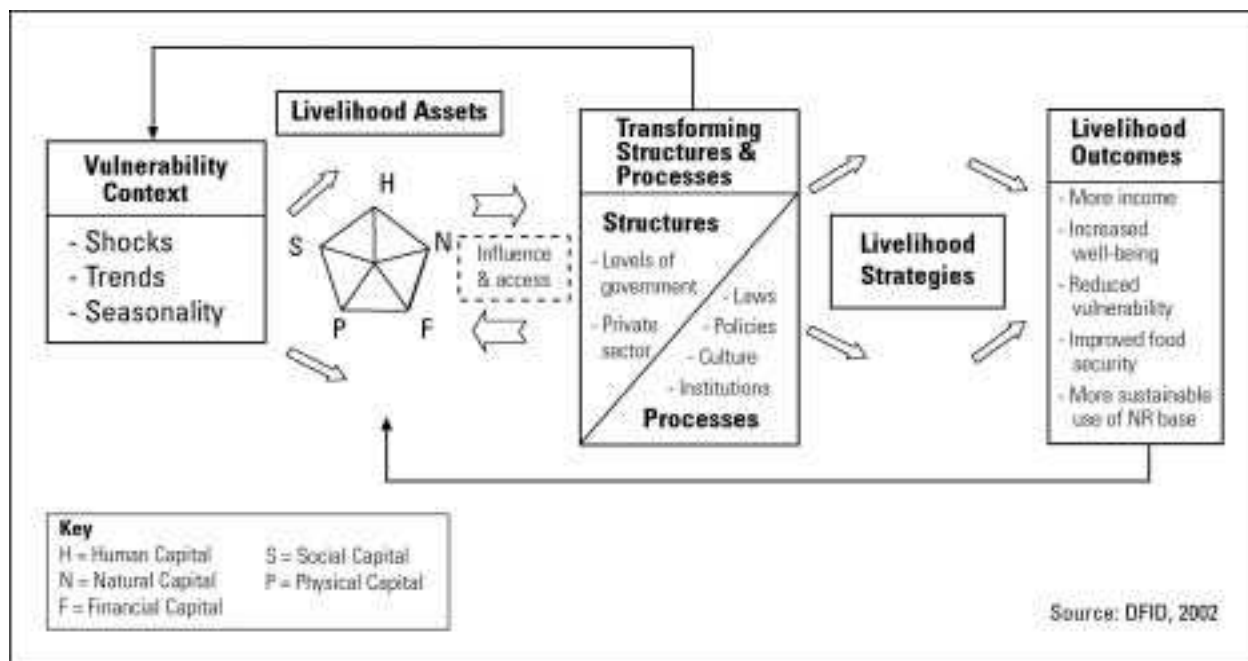 Livelihood Assets
Vulnerability
Context
- Shocks
- Trends
- Seasonality
H
S
N
P
F
Influence
& access
Transforming
Structures &
Processes
Structures
- Levels of
government
- Private
sector
- Laws
- Policies
- Culture
- Institutions
Processes
Livelihood
Strategies
Livelihood
Outcomes
- More income
- Increased
well-being
- Reduced
vulnerability
- Improved food
security
- More sustainable
use of NR base
Key
H = Human Capital
S = Social Capital
N = Natural Capital
P = Physical Capital
F = Financial Capital
Source: DFID, 2002